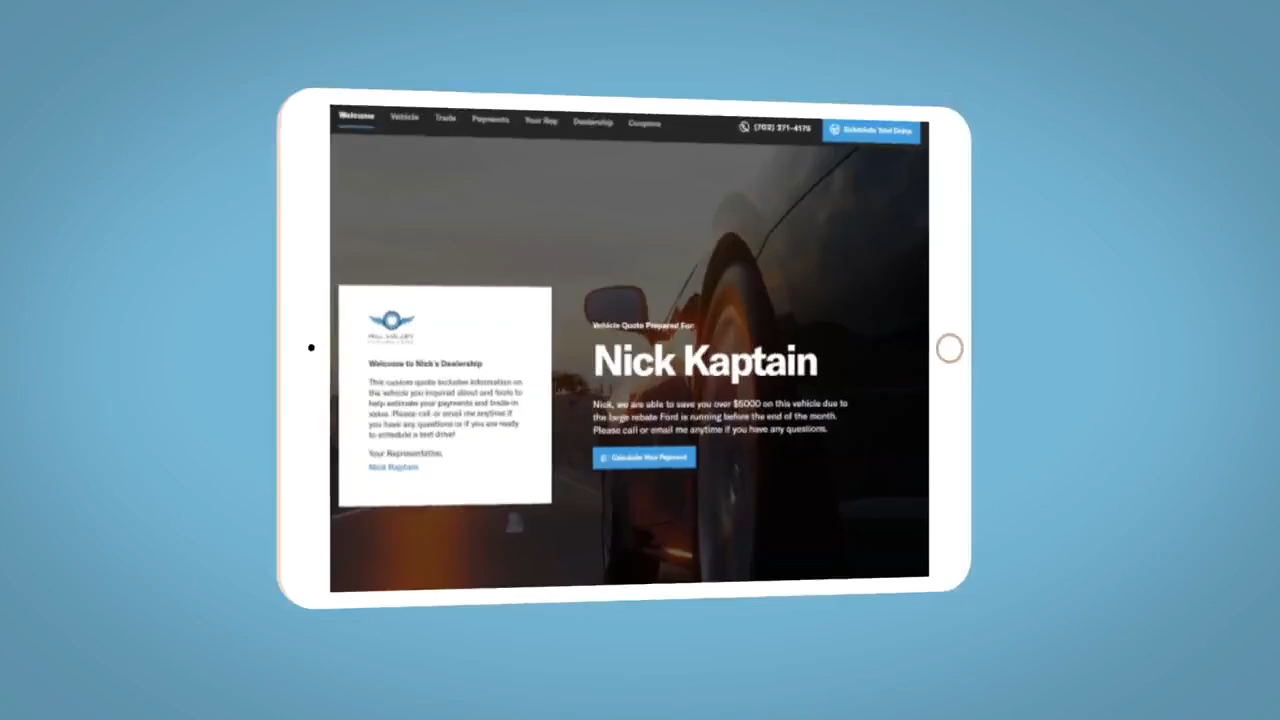 Welcome Vehicle Trade Payments Your Rep Dealership Coupons (702) 271-4175 Schedule Test Drive
Welcome to Nick's Dealership
This custom quote includes information on
the vehicle you inquired about and tools to
help estimate your payments and trade-in
value. Please call or email me anytime if
you have any questions or if you are ready
to schedule a test drive!
Your Representative,
Nick Kaptain
Vehicle Quote Prepared For:
Nick Kaptain
Nick, we are able to save you over $5000 on this vehicle due to
the large rebate Ford is running before the end of the month.
Please call or email me anytime if you have any questions.
Calculate Your Payment